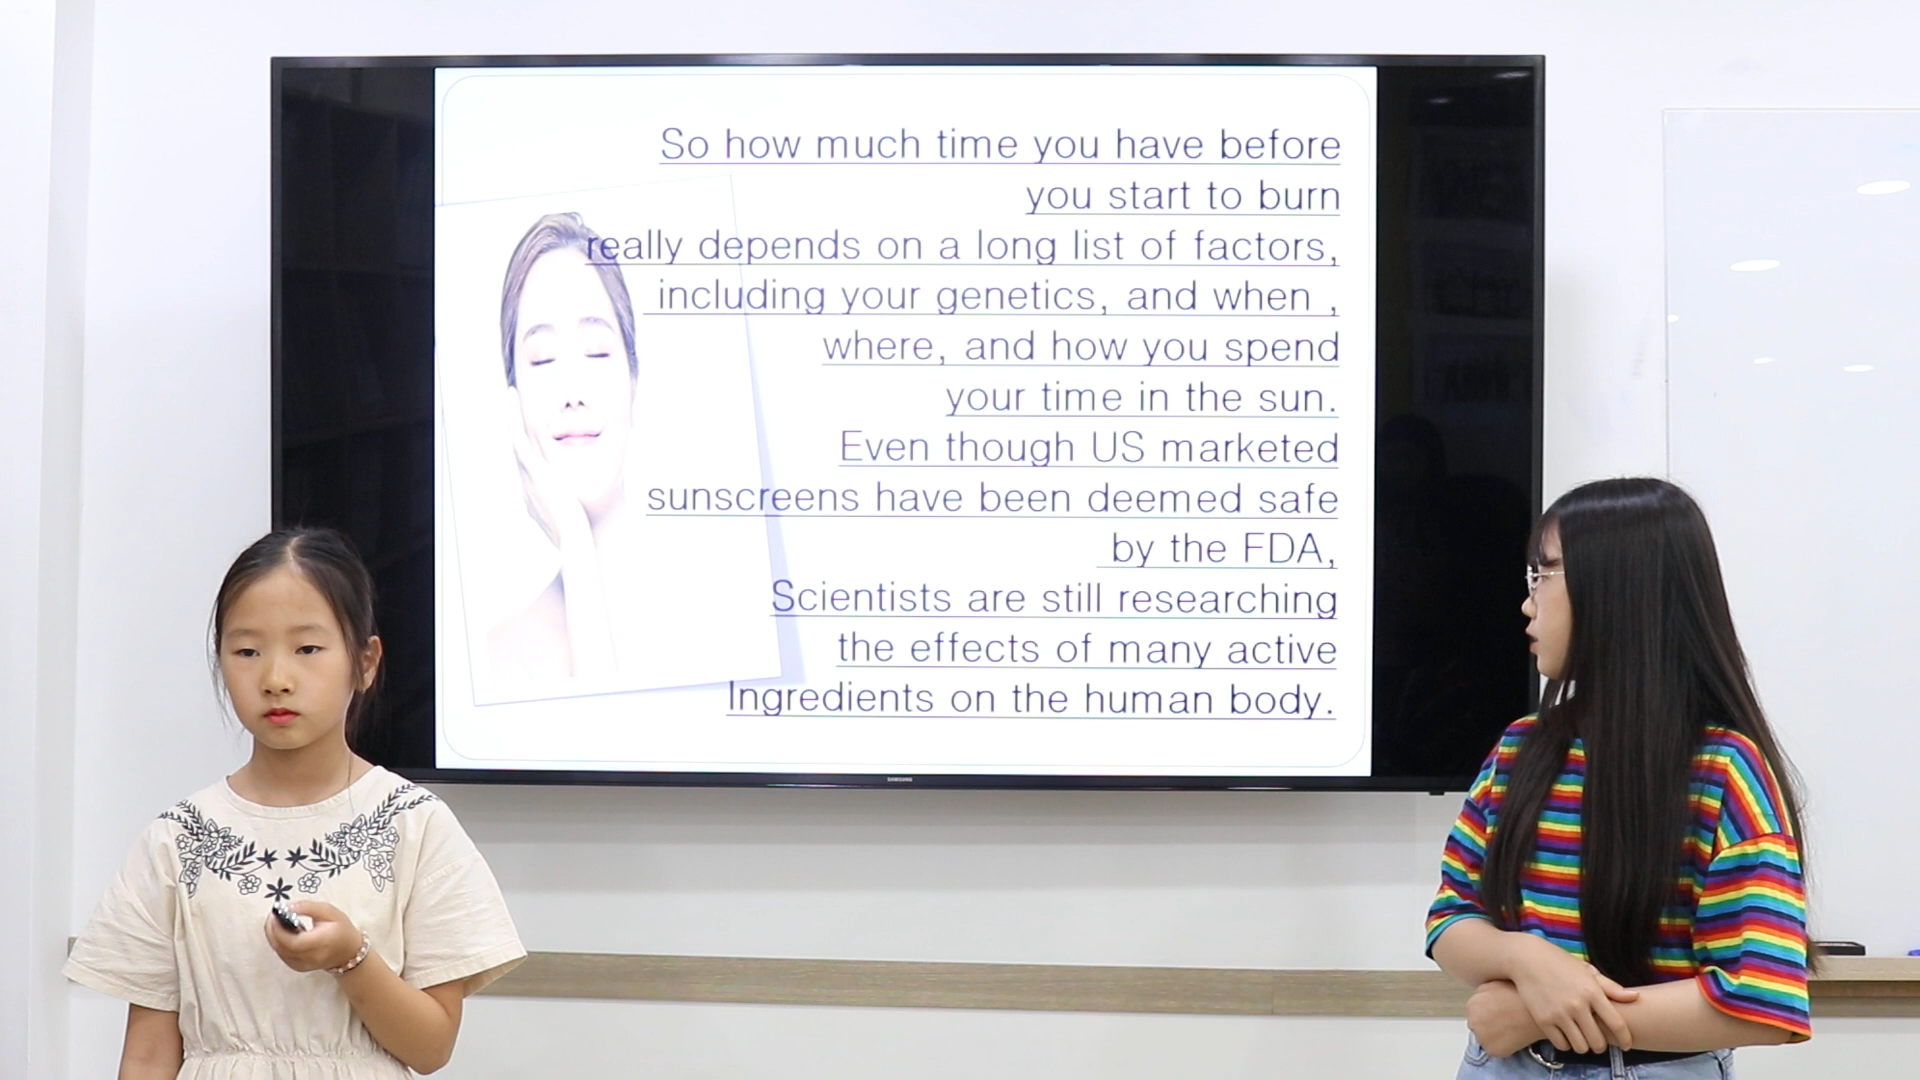 So how much time you have before
you start to burn
really depends on a long list of factors,
including your genetics, and when ,
where, and how you spend
your time in the sun.
Even though US marketed
sunscreens have been deemed safe
by the FDA,
Scientists are still researching
the effects of many active
Ingredients on the human body.
SAMSUNG